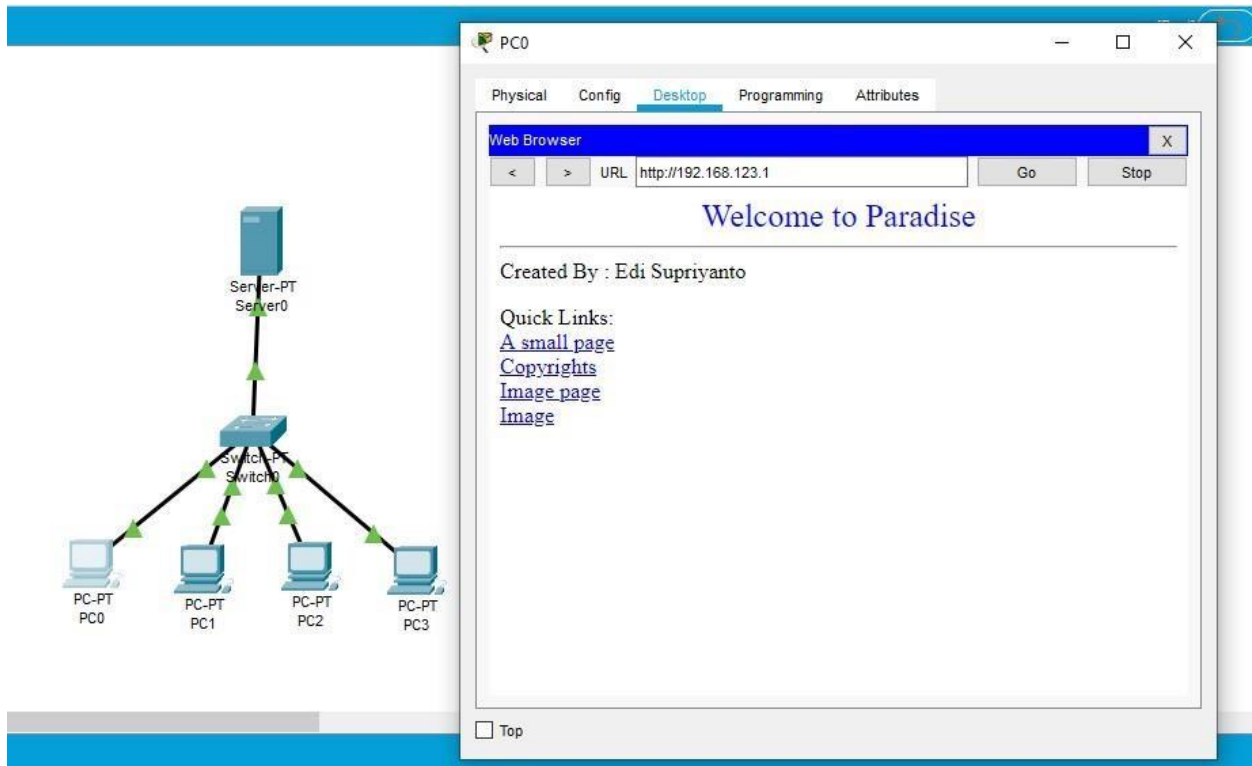 Server-PT
Server0
Switch-PT
Switch0
PC-PT
PC0
PC-PT
PC1
PC-PT
PC2
PC-PT
PC3
PC0
Physical Config Desktop Programming Attributes
Web Browser X
< > URL http://192.168.123.1 Go Stop
Welcome to Paradise
Created By : Edi Supriyanto
Quick Links:
A small page
Copyrights
Image page
Image
Top